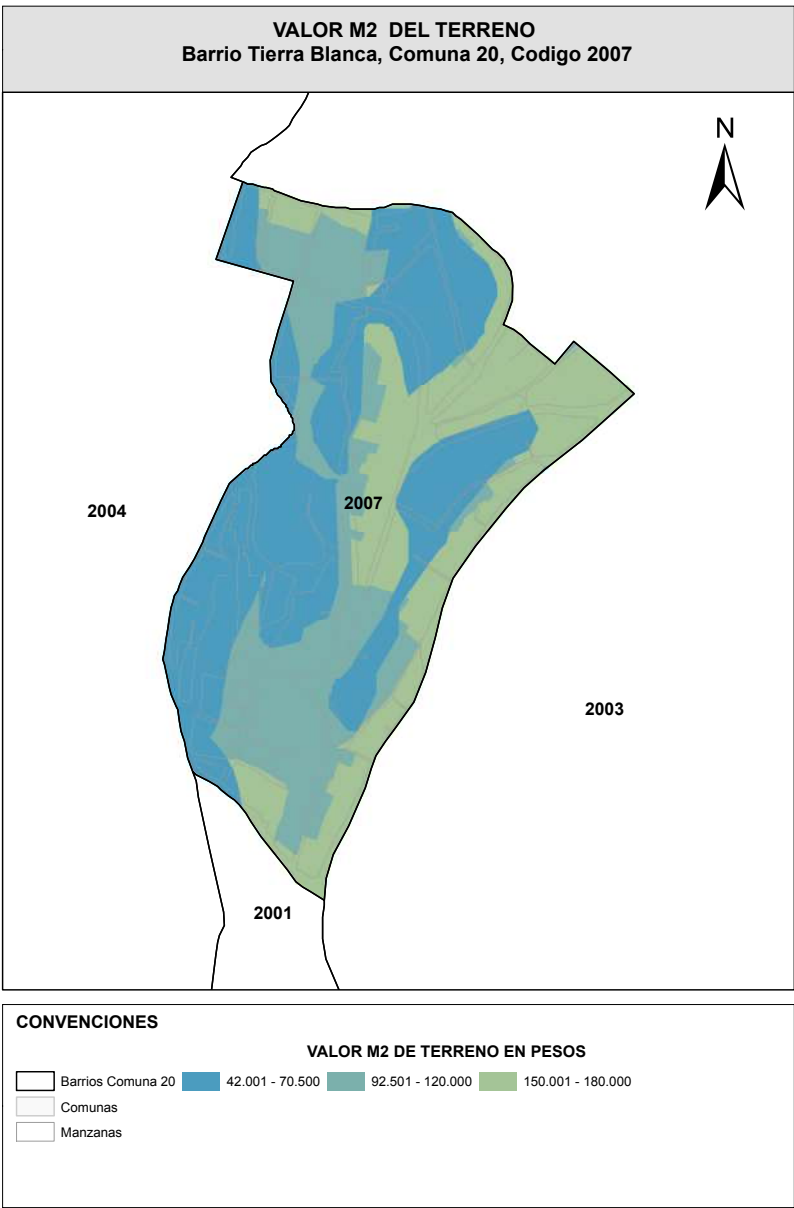 VALOR M2 DEL TERRENO
Barrio Tierra Blanca, Comuna 20, Codigo 2007
N
2004
2007
2003
2001
CONVENCIONES
VALOR M2 DE TERRENO EN PESOS
Barrios Comuna 20 42.001 - 70.500 92.501 - 120.000 150.001 - 180.000
Comunas
Manzanas